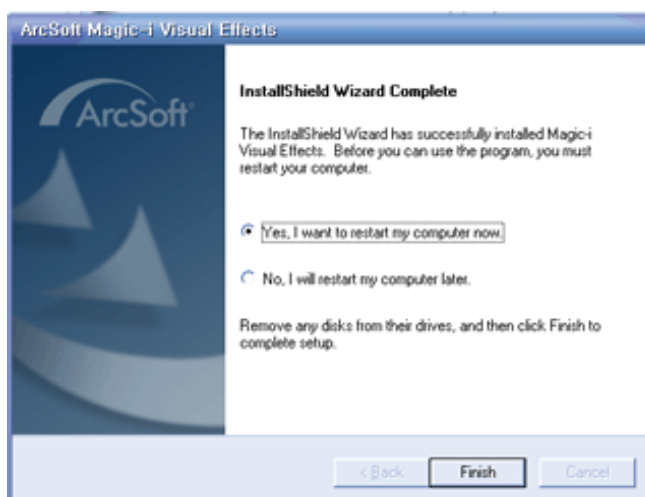 ArcSoft Magic-i Visual Effects
ArcSoft
InstallShield Wizard Complete
The InstallShield Wizard has successfully installed Magic-i
Visual Effects. Before you can use the program, you must
restart your computer.
Yes, I want to restart my computer now.
No, I will restart my computer later.
Remove any disks from their drives, and then click Finish to
complete setup.
< Back Finish Cancel